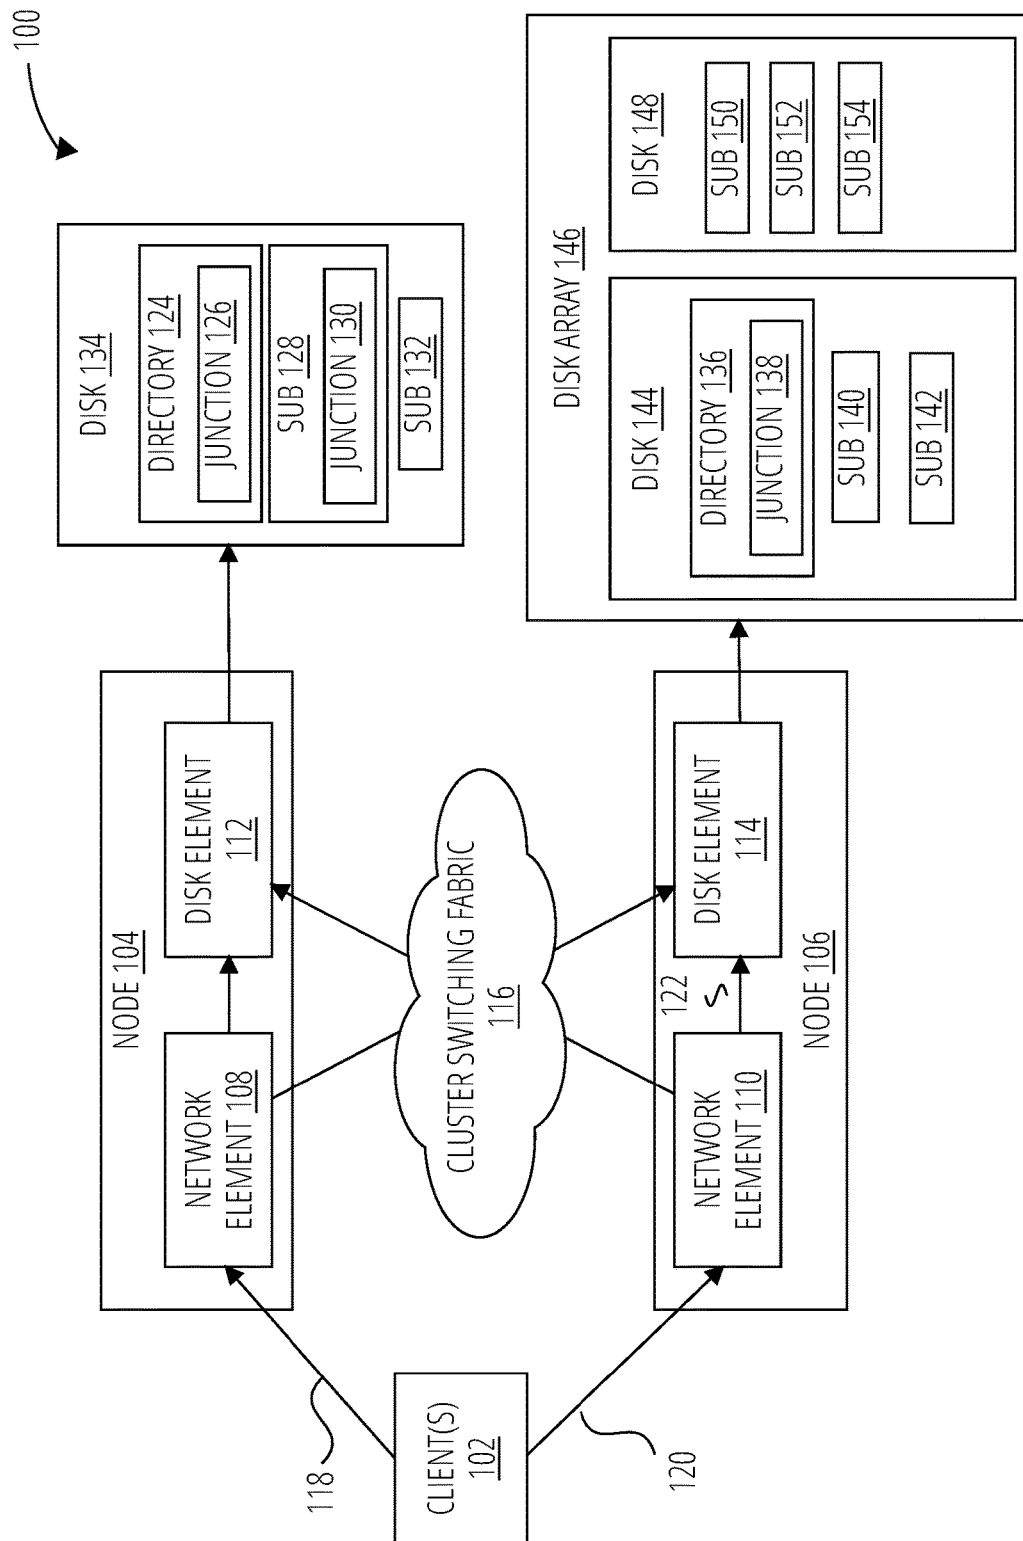 100
DISK 134
DIRECTORY 124
JUNCTION 126
SUB 128
JUNCTION 130
SUB 132
NODE 104
NETWORK
ELEMENT 108
DISK ELEMENT
112
118
CLIENT(S)
102
120
CLUSTER SWITCHING FABRIC
116
122
NETWORK
ELEMENT 110
DISK ELEMENT
114
NODE 106
DISK ARRAY 146
DISK 144
DIRECTORY 136
JUNCTION 138
SUB 140
SUB 142
DISK 148
SUB 150
SUB 152
SUB 154